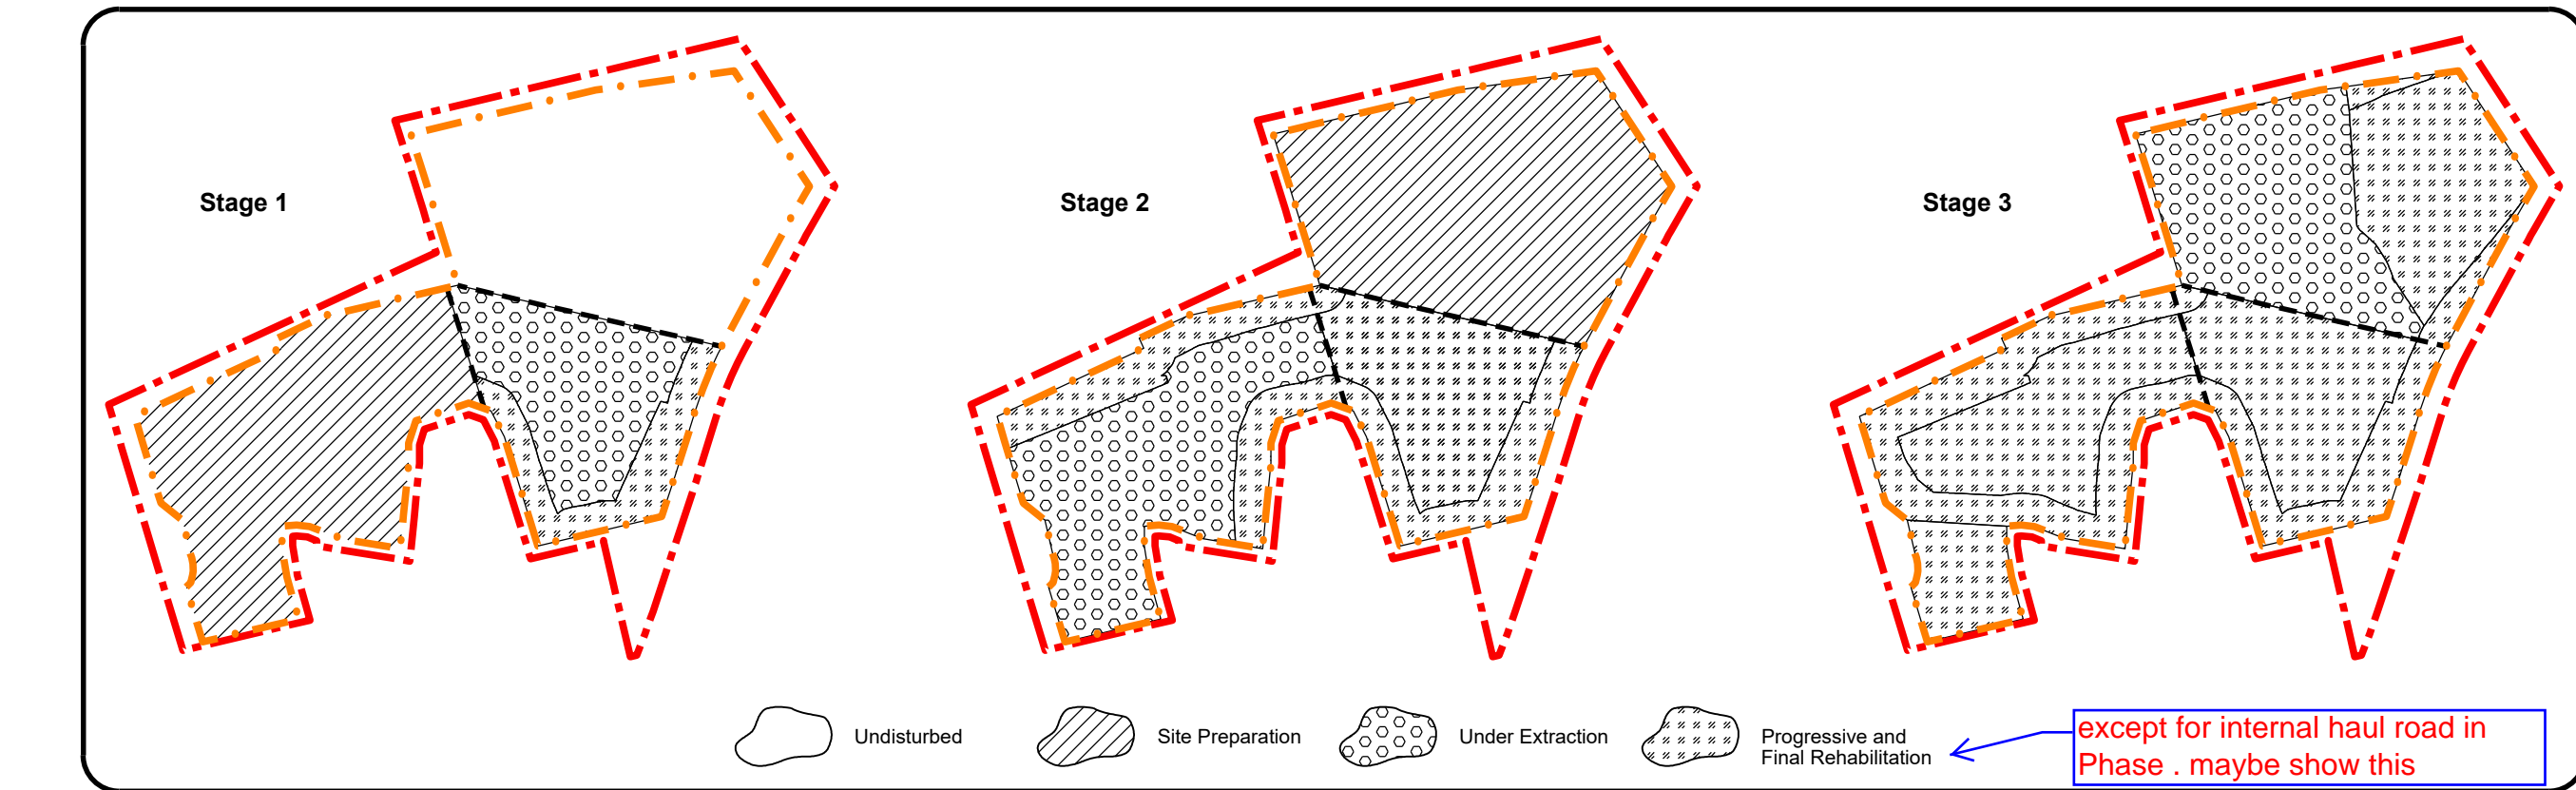 Stage 1
Stage 2
Stage 3
Undisturbed
Site Preparation
Under Extraction
Progressive and
Final Rehabilitation
except for internal haul road in
Phase . maybe show this